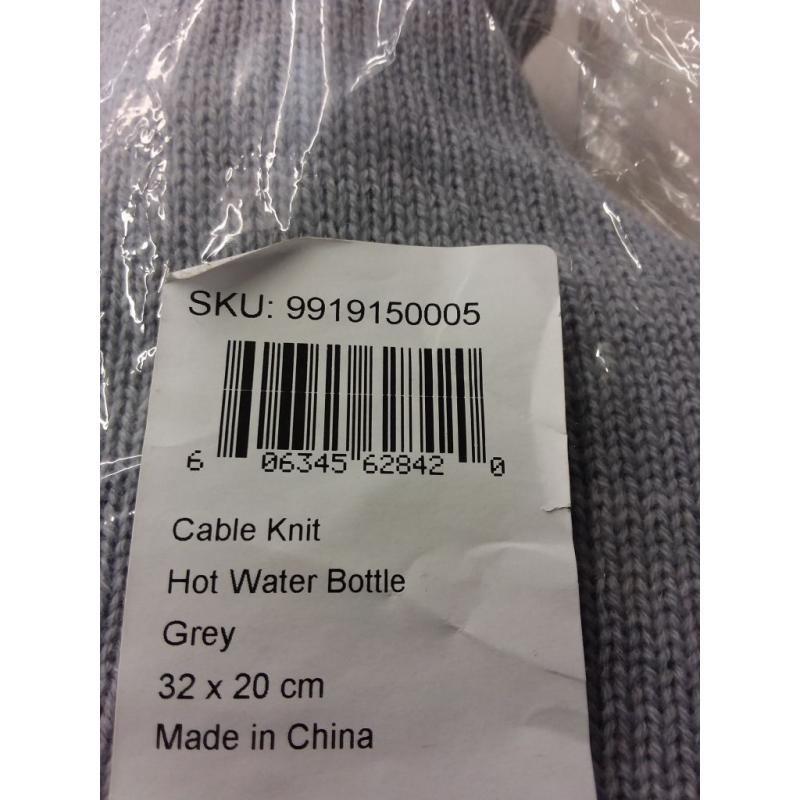 SKU: 9919150005
6 06345 62842 0
Cable Knit
Hot Water Bottle
Grey
32 x 20 cm
Made in China